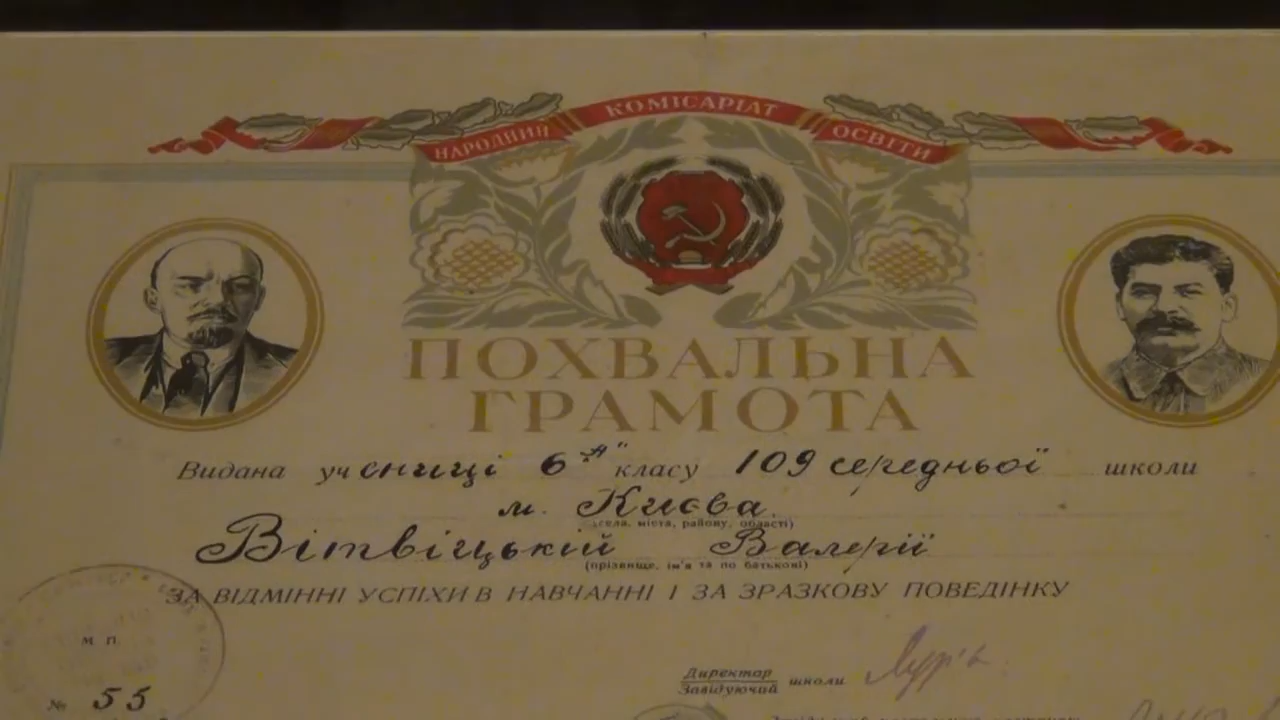 НАРОДНИЙ КОМІСАРІАТ ОСВІТИ
ПОХВАЛЬНА
ГРАМОТА
Видана учениці 6 "А" класу 109 середньої школи
м. Києва
(села, міста, району, області)
Вітвіцькій Валерії
(прізвище, ім'я та по батькові)
ЗА ВІДМІННІ УСПІХИ В НАВЧАННІ І ЗА ЗРАЗКОВУ ПОВЕДІНКУ
М П
Директор
Завідуючий школи
№ 55